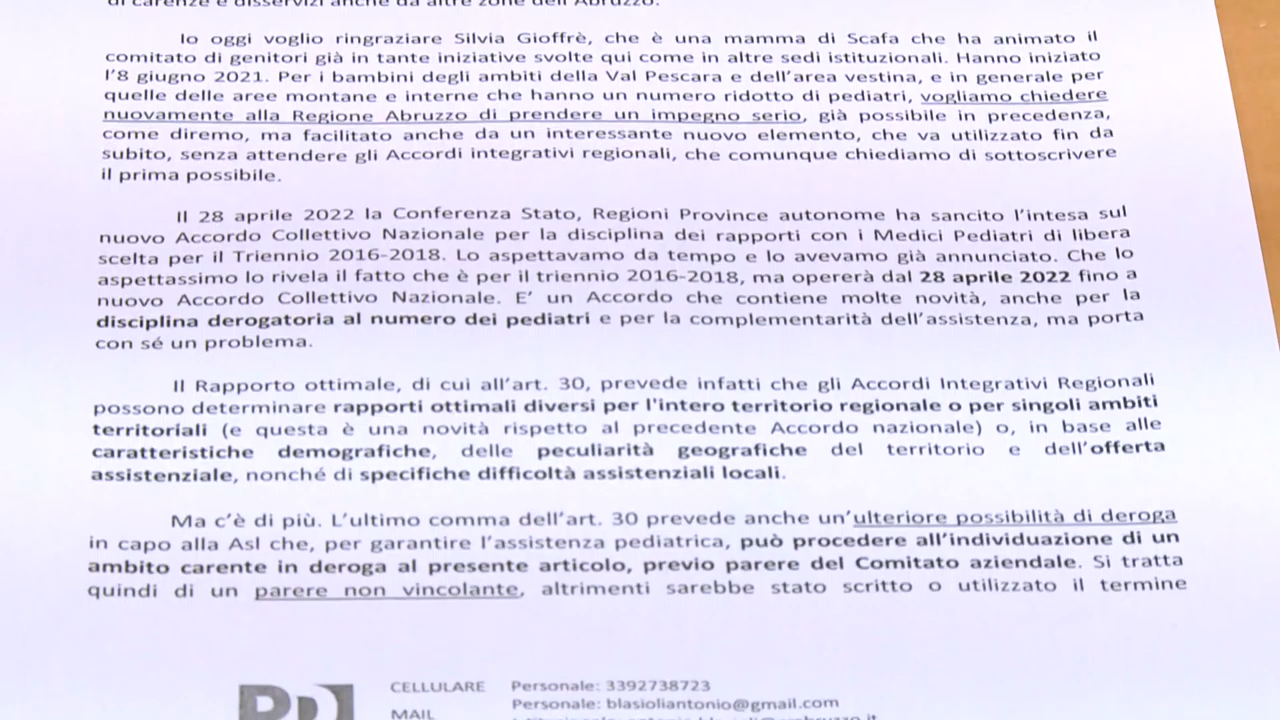 di carenze e disservizi anche da altre zone dell'Abruzzo.
Io oggi voglio ringraziare Silvia Gioffrè, che è una mamma di Scafa che ha animato il
comitato di genitori già in tante iniziative svolte qui come in altre sedi istituzionali. Hanno iniziato
l'8 giugno 2021. Per i bambini degli ambiti della Val Pescara e dell'area vestina, e in generale per
quelle delle aree montane e interne che hanno un numero ridotto di pediatri, vogliamo chiedere
nuovamente alla Regione Abruzzo di prendere un impegno serio, già possibile in precedenza,
come diremo, ma facilitato anche da un interessante nuovo elemento, che va utilizzato fin da
subito, senza attendere gli Accordi integrativi regionali, che comunque chiediamo di sottoscrivere
il prima possibile.
Il 28 aprile 2022 la Conferenza Stato, Regioni Province autonome ha sancito l'intesa sul
nuovo Accordo Collettivo Nazionale per la disciplina dei rapporti con i Medici Pediatri di libera
scelta per il Triennio 2016-2018. Lo aspettavamo da tempo e lo avevamo già annunciato. Che lo
aspettassimo lo rivela il fatto che è per il triennio 2016-2018, ma opererà dal 28 aprile 2022 fino a
nuovo Accordo Collettivo Nazionale. E' un Accordo che contiene molte novità, anche per la
disciplina derogatoria al numero dei pediatri e per la complementarità dell'assistenza, ma porta
con sé un problema.
Il Rapporto ottimale, di cui all'art. 30, prevede infatti che gli Accordi Integrativi Regionali
possono determinare rapporti ottimali diversi per l'intero territorio regionale o per singoli ambiti
territoriali (e questa è una novità rispetto al precedente Accordo nazionale) o, in base alle
caratteristiche demografiche, delle peculiarità geografiche del territorio e dell'offerta
assistenziale, nonché di specifiche difficoltà assistenziali locali.
Ma c'è di più. L'ultimo comma dell'art. 30 prevede anche un'ulteriore possibilità di deroga
in capo alla Asl che, per garantire l'assistenza pediatrica, può procedere all'individuazione di un
ambito carente in deroga al presente articolo, previo parere del Comitato aziendale. Si tratta
quindi di un parere non vincolante, altrimenti sarebbe stato scritto o utilizzato il termine
PD
CELLULARE Personale: 3392738723
MAIL Personale: blasioliantonio@gmail.com